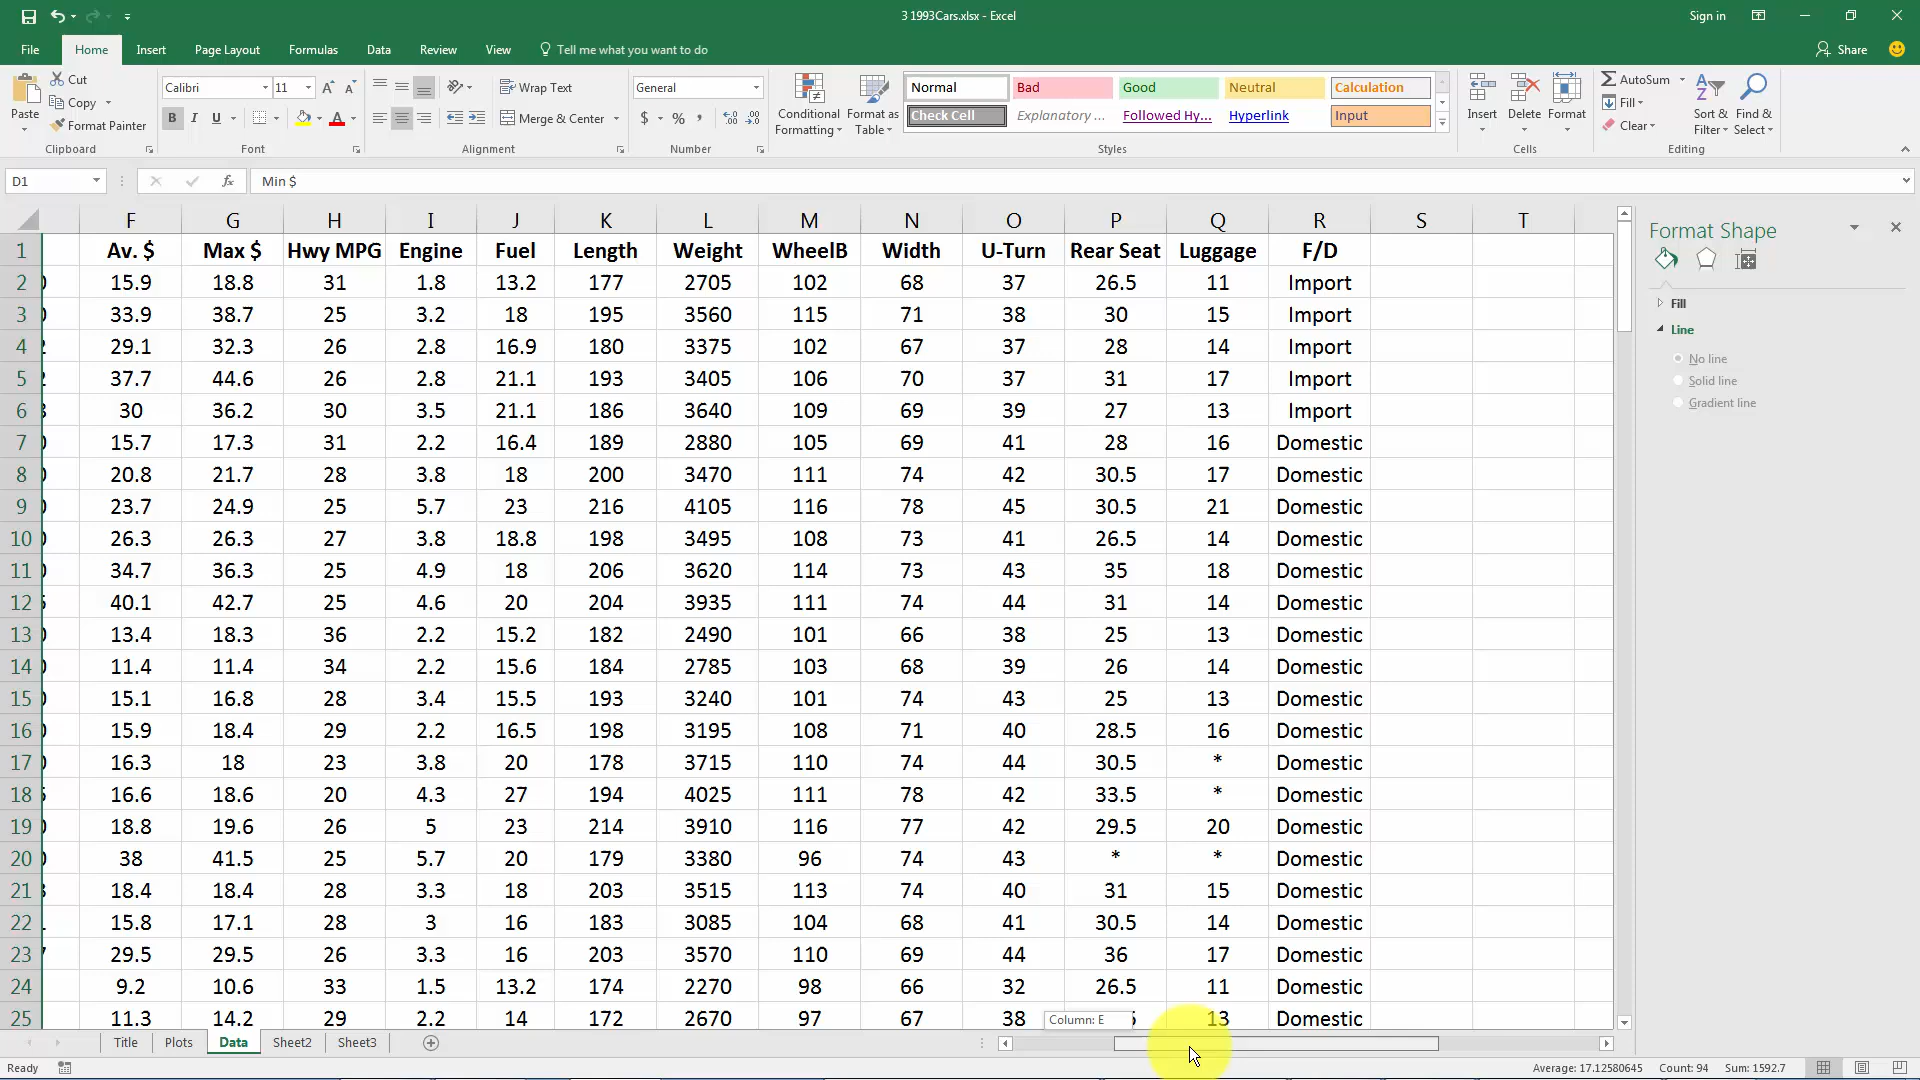 3 1993Cars.xlsx - Excel
Sign in
File Home Insert Page Layout Formulas Data Review View Tell me what you want to do
Share
Paste
Cut
Copy
Format Painter
Clipboard
Calibri 11
B I U
Font
Wrap Text
Merge & Center
Alignment
General
$ % ,
Number
Conditional Formatting
Format as Table
Normal Bad Good Neutral Calculation
Check Cell Explanatory ... Followed Hy... Hyperlink Input
Styles
Insert Delete Format
Cells
AutoSum
Fill
Clear
Sort & Filter
Find & Select
Editing
D1 fx Min $
F G H I J K L M N O P Q R S T
1 Av. $ Max $ Hwy MPG Engine Fuel Length Weight WheelB Width U-Turn Rear Seat Luggage F/D
2 15.9 18.8 31 1.8 13.2 177 2705 102 68 37 26.5 11 Import
3 33.9 38.7 25 3.2 18 195 3560 115 71 38 30 15 Import
4 29.1 32.3 26 2.8 16.9 180 3375 102 67 37 28 14 Import
5 37.7 44.6 26 2.8 21.1 193 3405 106 70 37 31 17 Import
6 30 36.2 30 3.5 21.1 186 3640 109 69 39 27 13 Import
7 15.7 17.3 31 2.2 16.4 189 2880 105 69 41 28 16 Domestic
8 20.8 21.7 28 3.8 18 200 3470 111 74 42 30.5 17 Domestic
9 23.7 24.9 25 5.7 23 216 4105 116 78 45 30.5 21 Domestic
10 26.3 26.3 27 3.8 18.8 198 3495 108 73 41 26.5 14 Domestic
11 34.7 36.3 25 4.9 18 206 3620 114 73 43 35 18 Domestic
12 40.1 42.7 25 4.6 20 204 3935 111 74 44 31 14 Domestic
13 13.4 18.3 36 2.2 15.2 182 2490 101 66 38 25 13 Domestic
14 11.4 11.4 34 2.2 15.6 184 2785 103 68 39 26 14 Domestic
15 15.1 16.8 28 3.4 15.5 193 3240 101 74 43 25 13 Domestic
16 15.9 18.4 29 2.2 16.5 198 3195 108 71 40 28.5 16 Domestic
17 16.3 18 23 3.8 20 178 3715 110 74 44 30.5 * Domestic
18 16.6 18.6 20 4.3 27 194 4025 111 78 42 33.5 * Domestic
19 18.8 19.6 26 5 23 214 3910 116 77 42 29.5 20 Domestic
20 38 41.5 25 5.7 20 179 3380 96 74 43 * * Domestic
21 18.4 18.4 28 3.3 18 203 3515 113 74 40 31 15 Domestic
22 15.8 17.1 28 3 16 183 3085 104 68 41 30.5 14 Domestic
23 29.5 29.5 26 3.3 16 203 3570 110 69 44 36 17 Domestic
24 9.2 10.6 33 1.5 13.2 174 2270 98 66 32 26.5 11 Domestic
25 11.3 14.2 29 2.2 14 172 2670 97 67 38 13 Domestic
Column: E
Format Shape
Fill
Line
No line
Solid line
Gradient line
Title Plots Data Sheet2 Sheet3
Ready
Average: 17.12580645 Count: 94 Sum: 1592.7